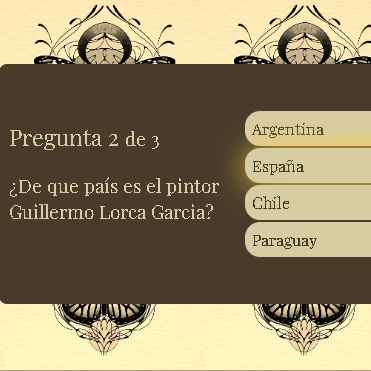 Pregunta 2 de 3
¿De que país es el pintor
Guillermo Lorca Garcia?
Argentina
España
Chile
Paraguay